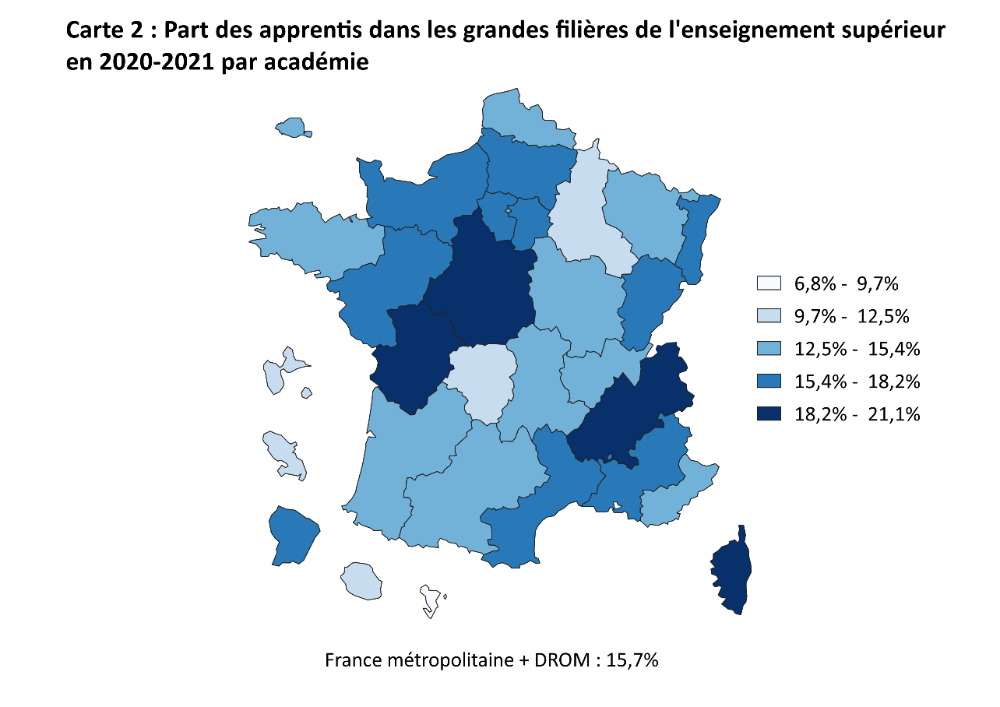 Carte 2 : Part des apprentis dans les grandes filières de l'enseignement supérieur
en 2020-2021 par académie
6,8% - 9,7%
9,7% - 12,5%
12,5% - 15,4%
15,4% - 18,2%
18,2% - 21,1%
France métropolitaine + DROM : 15,7%